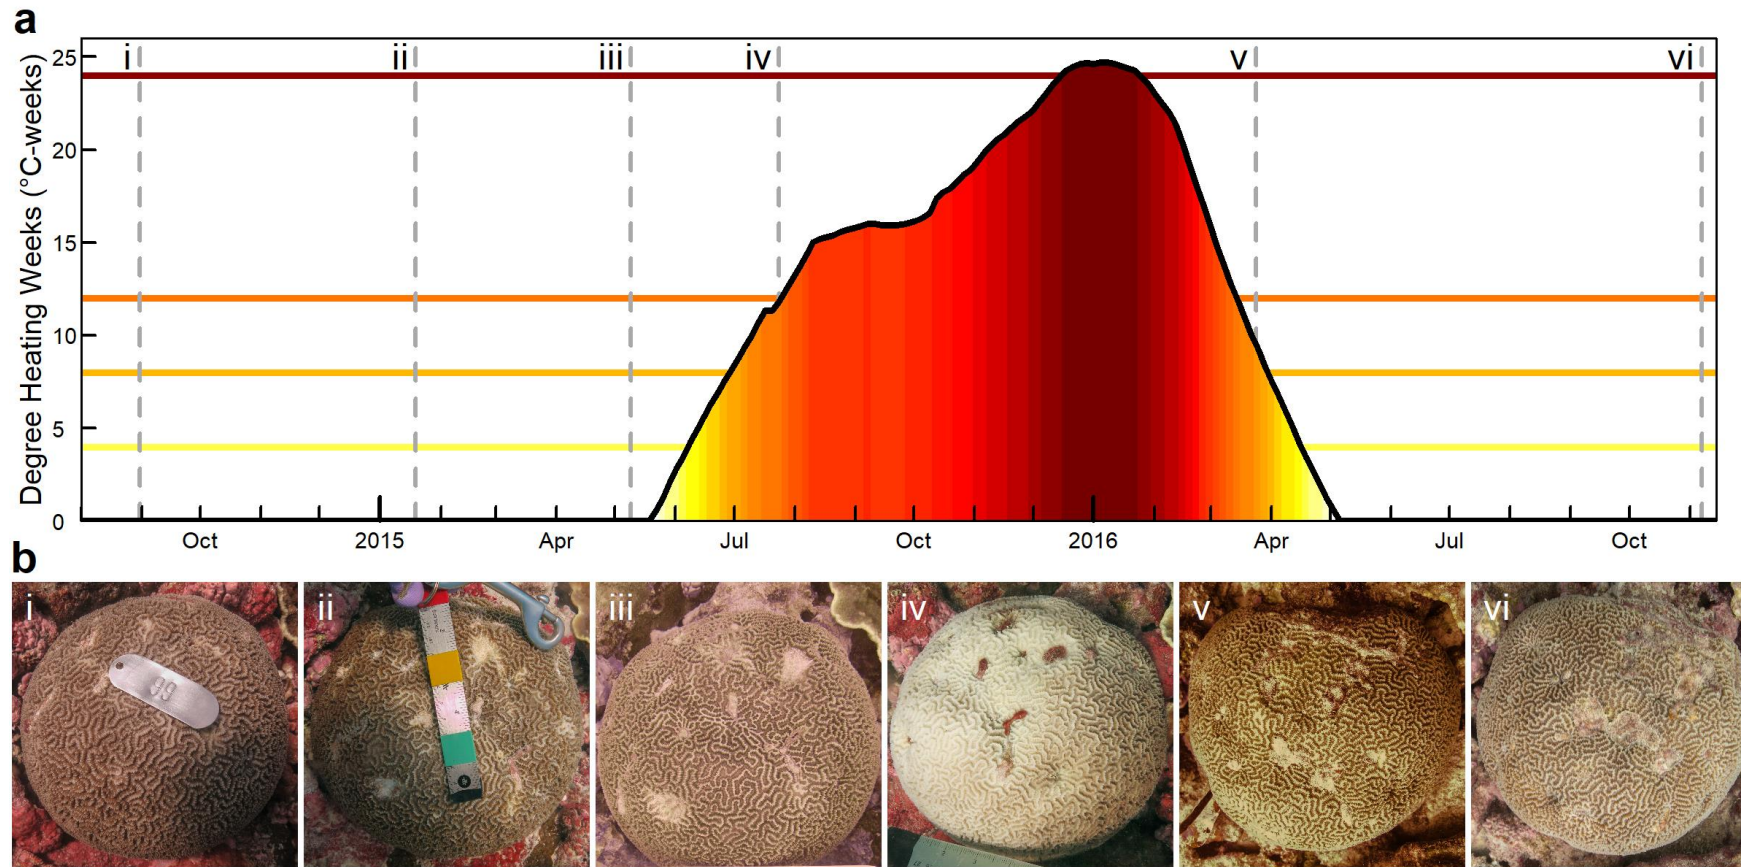 a
Degree Heating Weeks (°C-weeks)
25
20
15
10
5
0
i ii iii iv v vi
Oct 2015 Apr Jul Oct 2016 Apr Jul Oct
b
i ii iii iv v vi